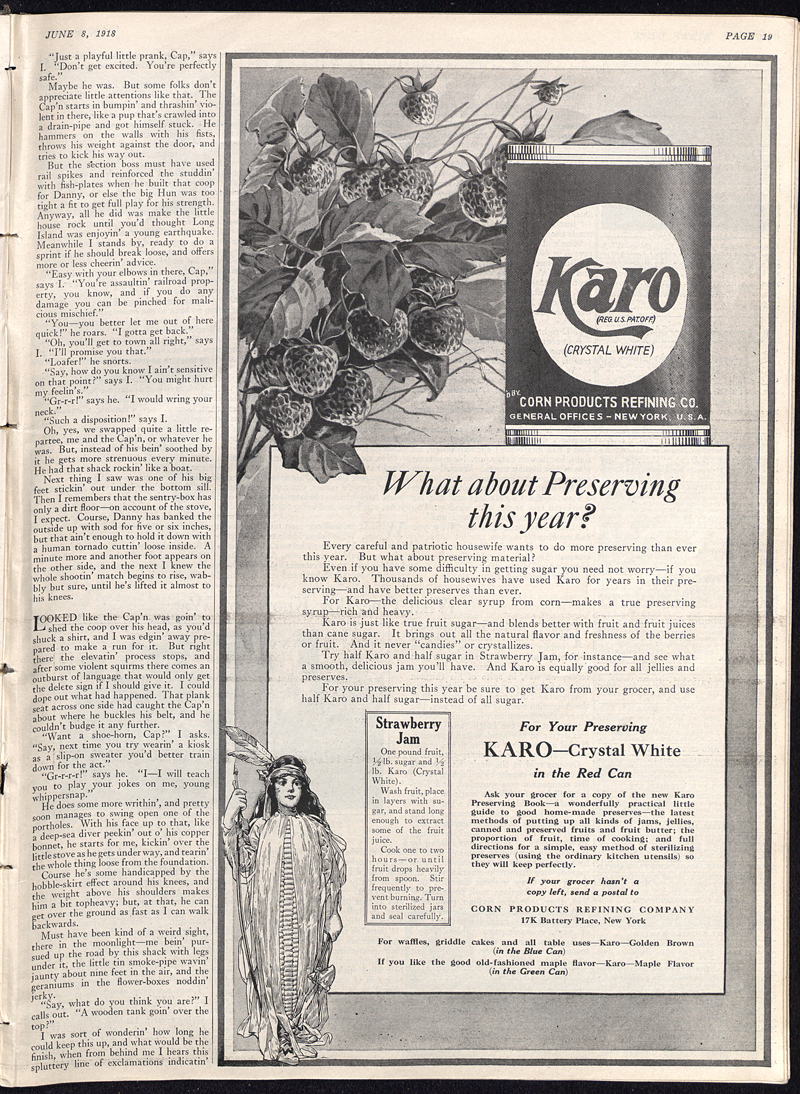 JUNE 8, 1918
PAGE 19
"Just a playful little prank, Cap," says
I. "Don't get excited. You're perfectly
safe."
Maybe he was. But some folks don't
appreciate little attentions like that. The
Cap'n starts in bumpin' and thrashin' vio-
lent in there, like a pup that's crawled into
a drain-pipe and got himself stuck. He
hammers on the walls with his fists,
throws his weight against the door, and
tries to kick his way out.
But the section boss must have used
rail spikes and reinforced the studdin'
with fish-plates when he built that coop
for Danny, or else the big Hun was too
tight a fit to get full play for his strength.
Anyway, all he did was make the little
house rock until you'd thought Long
Island was enjoyin' a young earthquake.
Meanwhile I stands by, ready to do a
sprint if he should break loose, and offers
more or less cheerin' advice.
"Easy with your elbows in there, Cap,"
says I. "You're assaultin' railroad prop-
erty, you know, and if you do any
damage you can be pinched for mali-
cious mischief."
"You—you better let me out of here
quick!" he roars. "I gotta get back."
"Oh, you'll get to town all right," says
I. "I'll promise you that."
"Loafer!" he snorts.
"Say, how do you know I ain't sensitive
on that point?" says I. "You might hurt
my feelin's."
"Gr-r-r!" says he. "I would wring your
neck."
"Such a disposition!" says I.
Oh, yes, we swapped quite a little re-
partee, me and the Cap'n, or whatever he
was. But, instead of his bein' soothed by
it he gets more strenuous every minute.
He had that shack rockin' like a boat.
Next thing I saw was one of his big
feet stickin' out under the bottom sill.
Then I remembers that the sentry-box has
only a dirt floor—on account of the stove,
I expect. Course, Danny has banked the
outside up with sod for five or six inches,
but that ain't enough to hold it down with
a human tornado cuttin' loose inside. A
minute more and another foot appears on
the other side, and the next I knew the
whole shootin' match begins to rise, wab-
bly but sure, until he's lifted it almost to
his knees.
LOOKED like the Cap'n was goin' to
shed the coop over his head, as you'd
shuck a shirt, and I was edgin' away pre-
pared to make a run for it. But right
there the elevatin' process stops, and
after some violent squirms there comes an
outburst of language that would only get
the delete sign if I should give it. I could
dope out what had happened. That plank
seat across one side had caught the Cap'n
about where he buckles his belt, and he
couldn't budge it any further.
"Want a shoe-horn, Cap?" I asks.
"Say, next time you try wearin' a kiosk
as a slip-on sweater you'd better train
down for the act."
"Gr-r-r-r!" says he. "I—I will teach
you to play your jokes on me, young
whippersnap."
He does some more writhin', and pretty
soon manages to swing open one of the
portholes. With his face up to that, like
a deep-sea diver peekin' out o' his copper
bonnet, he starts for me, kickin' over the
little stove as he gets under way, and tearin'
the whole thing loose from the foundation.
Course he's some handicapped by the
hobble-skirt effect around his knees, and
the weight above his shoulders makes
him a bit topheavy; but, at that, he can
get over the ground as fast as I can walk
backwards.
Must have been kind of a weird sight,
there in the moonlight—me bein' pur-
sued up the road by this shack with legs
under it, the little tin smoke-pipe wavin'
jaunty about nine feet in the air, and the
geraniums in the flower-boxes noddin'
jerky.
"Say, what do you think you are?" I
calls out. "A wooden tank goin' over the
top?"
I was sort of wonderin' how long he
could keep this up, and what would be the
finish, when from behind me I hears this
spluttery line of exclamations indicatin'
Karo
(REG. U.S. PAT. OFF.)
(CRYSTAL WHITE)
D BY
CORN PRODUCTS REFINING CO.
GENERAL OFFICES – NEW YORK, U.S.A.
What about Preserving
this year?
Every careful and patriotic housewife wants to do more preserving than ever
this year. But what about preserving material?
Even if you have some difficulty in getting sugar you need not worry—if you
know Karo. Thousands of housewives have used Karo for years in their pre-
serving—and have better preserves than ever.
For Karo—the delicious clear syrup from corn—makes a true preserving
syrup—rich and heavy.
Karo is just like true fruit sugar—and blends better with fruit and fruit juices
than cane sugar. It brings out all the natural flavor and freshness of the berries
or fruit. And it never "candies" or crystallizes.
Try half Karo and half sugar in Strawberry Jam, for instance—and see what
a smooth, delicious jam you'll have. And Karo is equally good for all jellies and
preserves.
For your preserving this year be sure to get Karo from your grocer, and use
half Karo and half sugar—instead of all sugar.
Strawberry
Jam
One pound fruit,
½ lb. sugar and ½
lb. Karo (Crystal
White).
Wash fruit, place
in layers with su-
gar, and stand long
enough to extract
some of the fruit
juice.
Cook one to two
hours—or until
fruit drops heavily
from spoon. Stir
frequently to pre-
vent burning. Turn
into sterilized jars
and seal carefully.
For Your Preserving
KARO—Crystal White
in the Red Can
Ask your grocer for a copy of the new Karo
Preserving Book—a wonderfully practical little
guide to good home-made preserves—the latest
methods of putting up all kinds of jams, jellies,
canned and preserved fruits and fruit butter; the
proportion of fruit, time of cooking; and full
directions for a simple, easy method of sterilizing
preserves (using the ordinary kitchen utensils) so
they will keep perfectly.
If your grocer hasn't a
copy left, send a postal to
CORN PRODUCTS REFINING COMPANY
17K Battery Place, New York
For waffles, griddle cakes and all table uses—Karo—Golden Brown
(in the Blue Can)
If you like the good old-fashioned maple flavor—Karo—Maple Flavor
(in the Green Can)